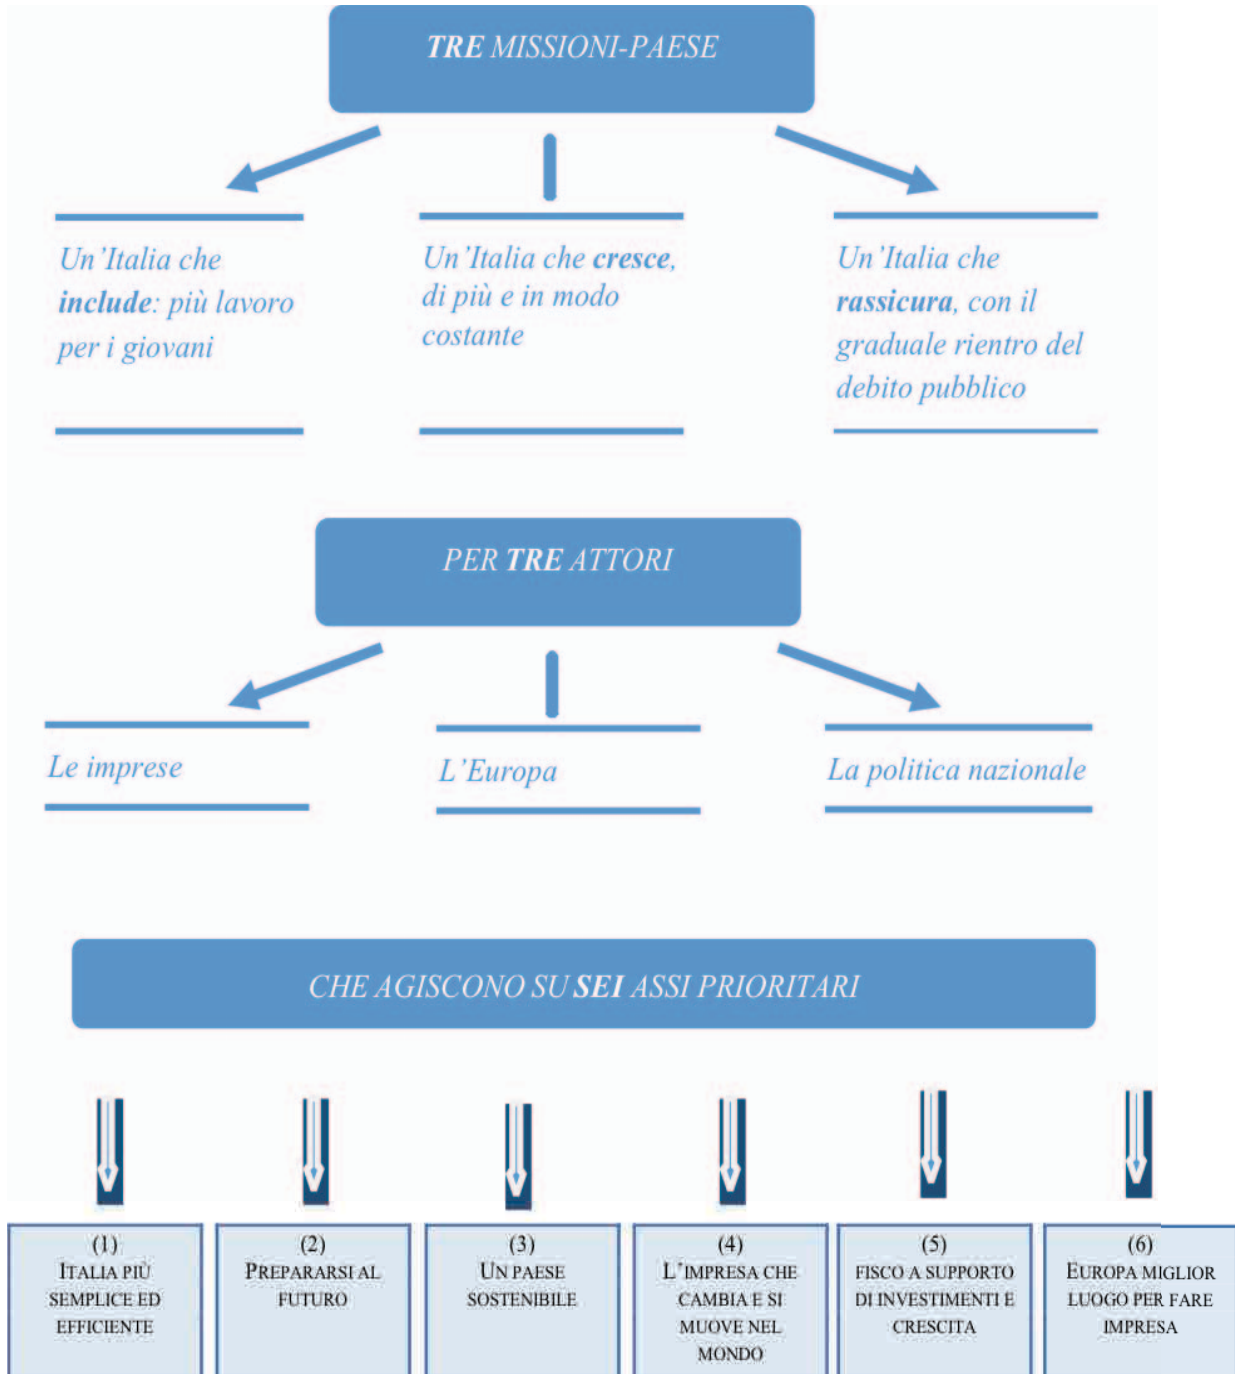 TRE MISSIONI-PAESE
Un'Italia che
include: più lavoro
per i giovani
Un'Italia che cresce,
di più e in modo
costante
Un'Italia che
rassicura, con il
graduale rientro del
debito pubblico
PER TRE ATTORI
Le imprese
L'Europa
La politica nazionale
CHE AGISCONO SU SEI ASSI PRIORITARI
(1)
ITALIA PIÙ
SEMPLICE ED
EFFICIENTE
(2)
PREPARARSI AL
FUTURO
(3)
UN PAESE
SOSTENIBILE
(4)
L'IMPRESA CHE
CAMBIA E SI
MUOVE NEL
MONDO
(5)
FISCO A SUPPORTO
DI INVESTIMENTI E
CRESCITA
(6)
EUROPA MIGLIOR
LUOGO PER FARE
IMPRESA